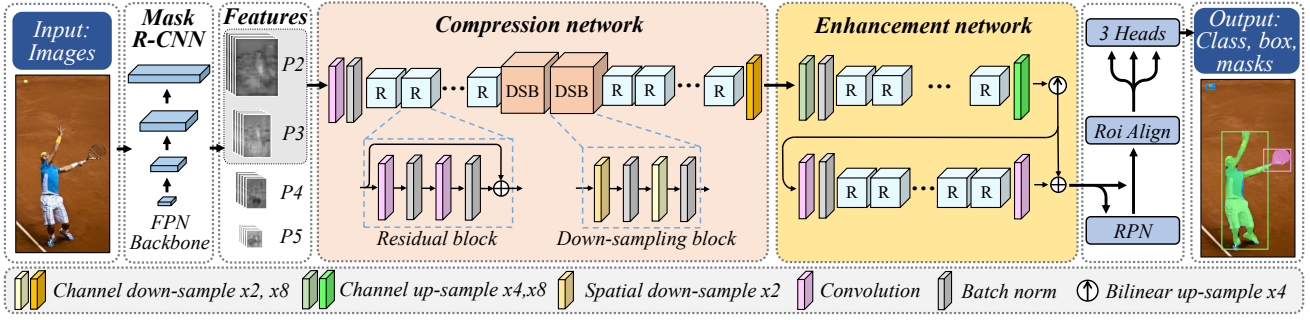 Input:
Images
Mask
R-CNN
FPN
Backbone
Features
P2
P3
P4
P5
Compression network
R R ... R DSB DSB R R ... R
Residual block
Down-sampling block
Enhancement network
R R ... R
R R ... R R
3 Heads
Roi Align
RPN
Output:
Class, box,
masks
Channel down-sample x2, x8
Channel up-sample x4,x8
Spatial down-sample x2
Convolution
Batch norm
Bilinear up-sample x4